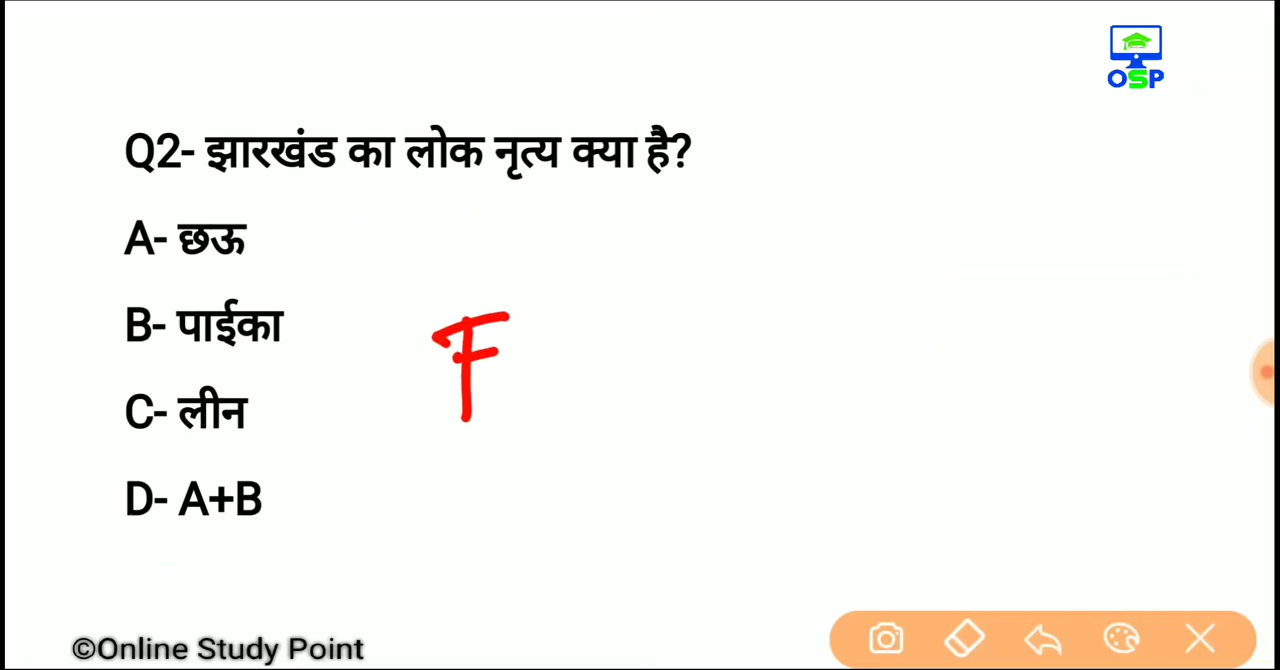 OSP
Q2- झारखंड का लोक नृत्य क्या है?
A- छऊ
B- पाईका
F
C- लीन
D- A+B
©Online Study Point